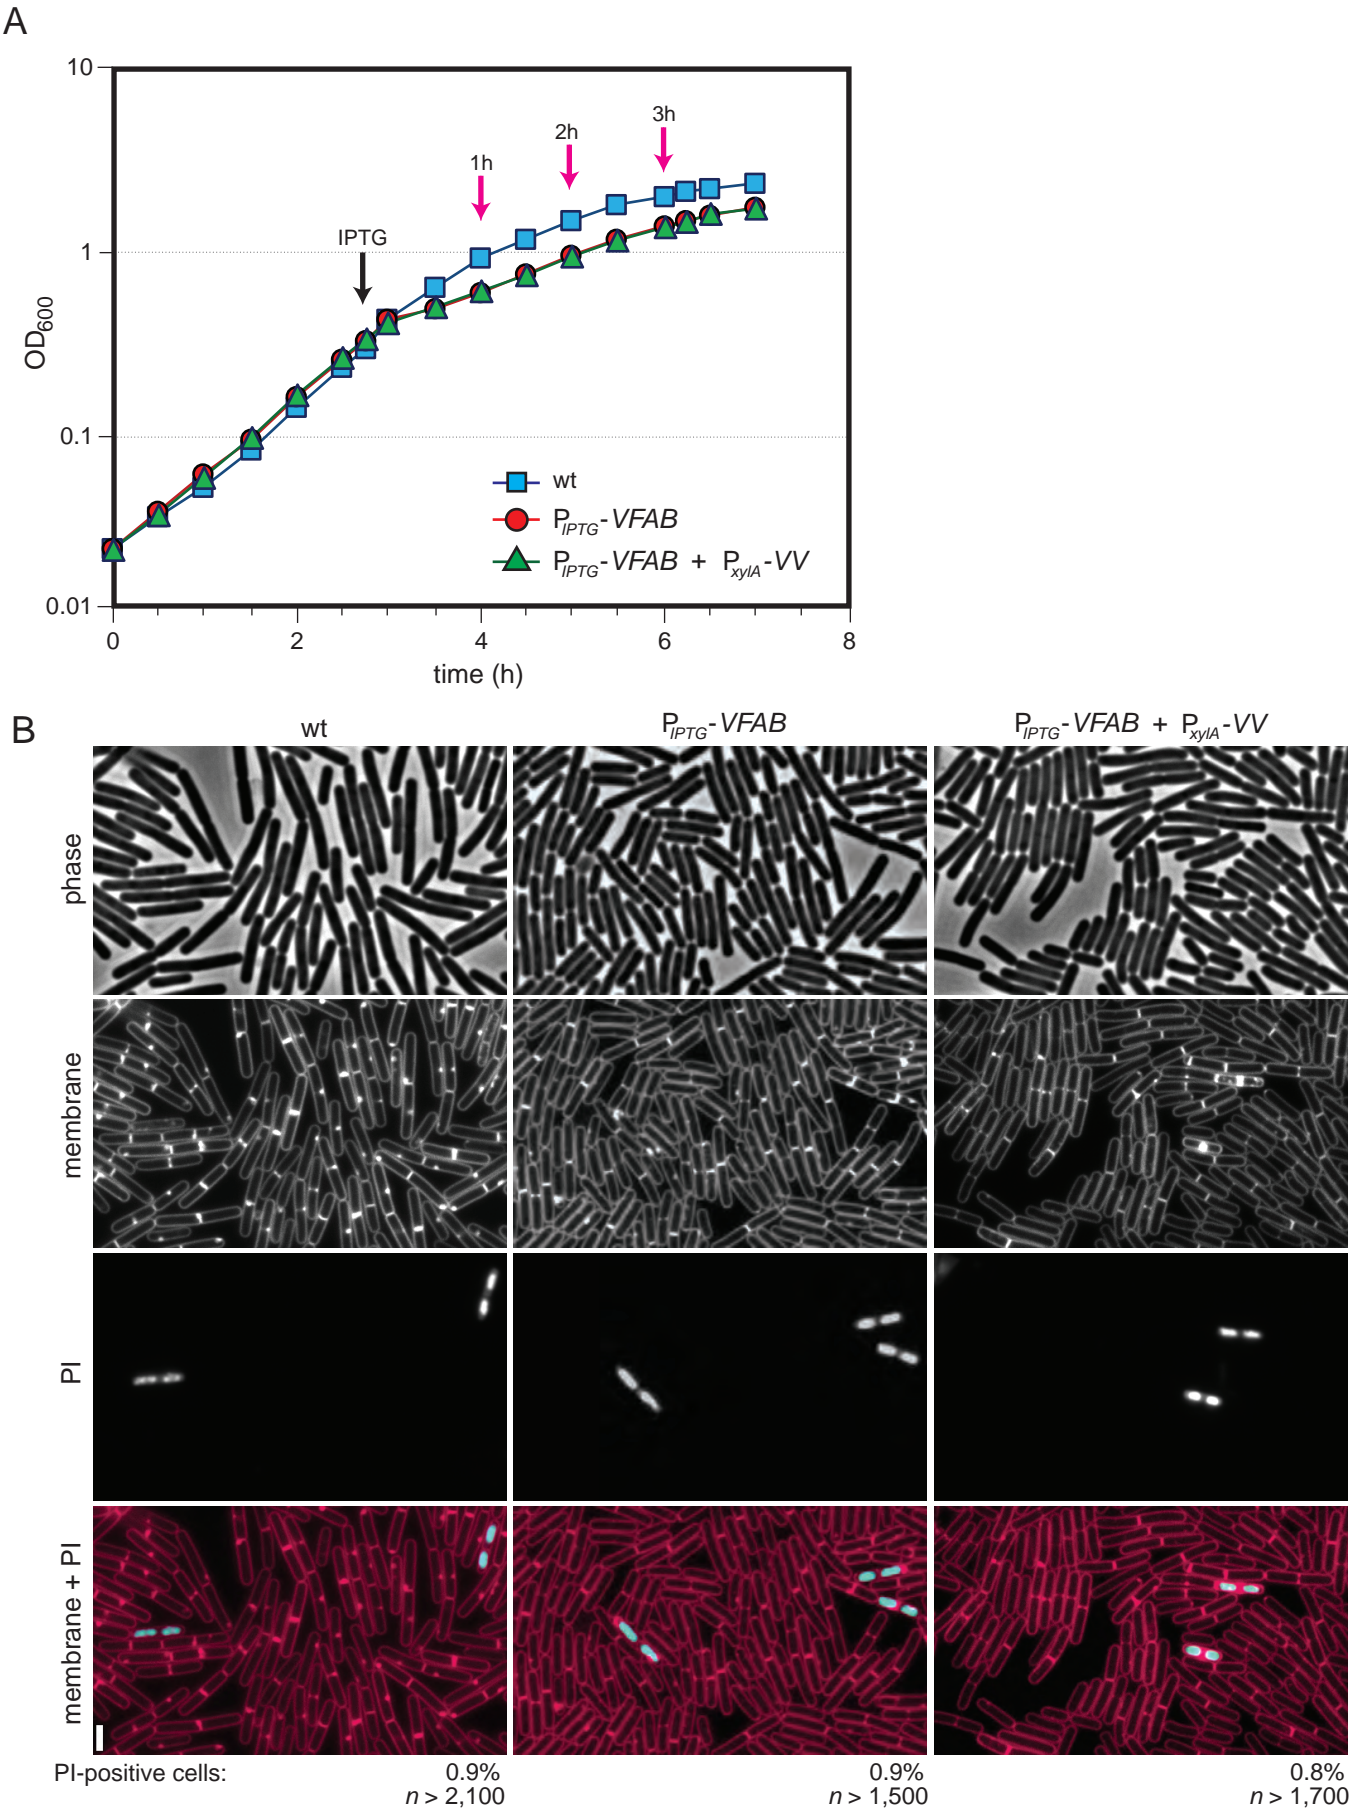 A
10
3h
2h
1h
IPTG
1
OD600
0.1
wt
PIPTG-VFAB
PIPTG-VFAB + PxylA-VV
0.01
0 2 4 6 8
time (h)
B
wt PIPTG-VFAB PIPTG-VFAB + PxylA-VV
phase
membrane
PI
membrane + PI
PI-positive cells: 0.9% 0.9% 0.8%
n > 2,100 n > 1,500 n > 1,700